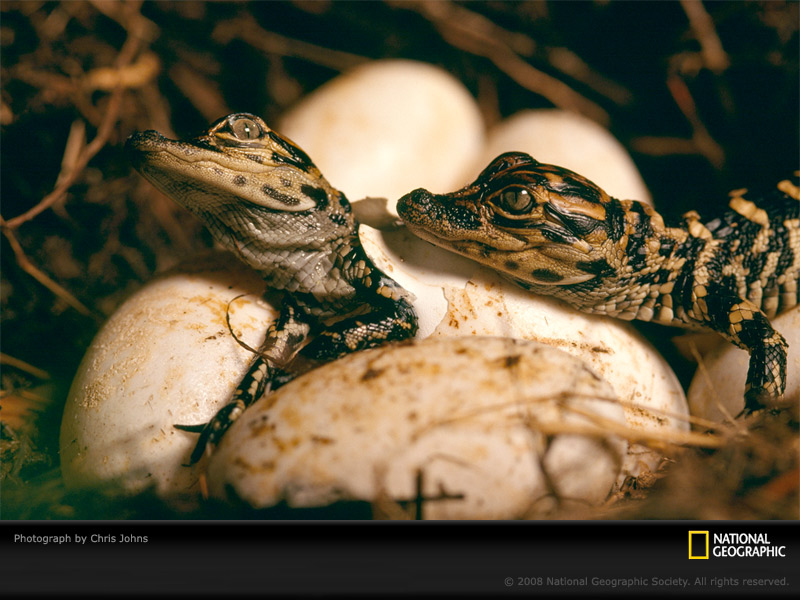 Photograph by Chris Johns
NATIONAL
GEOGRAPHIC
© 2008 National Geographic Society. All rights reserved.